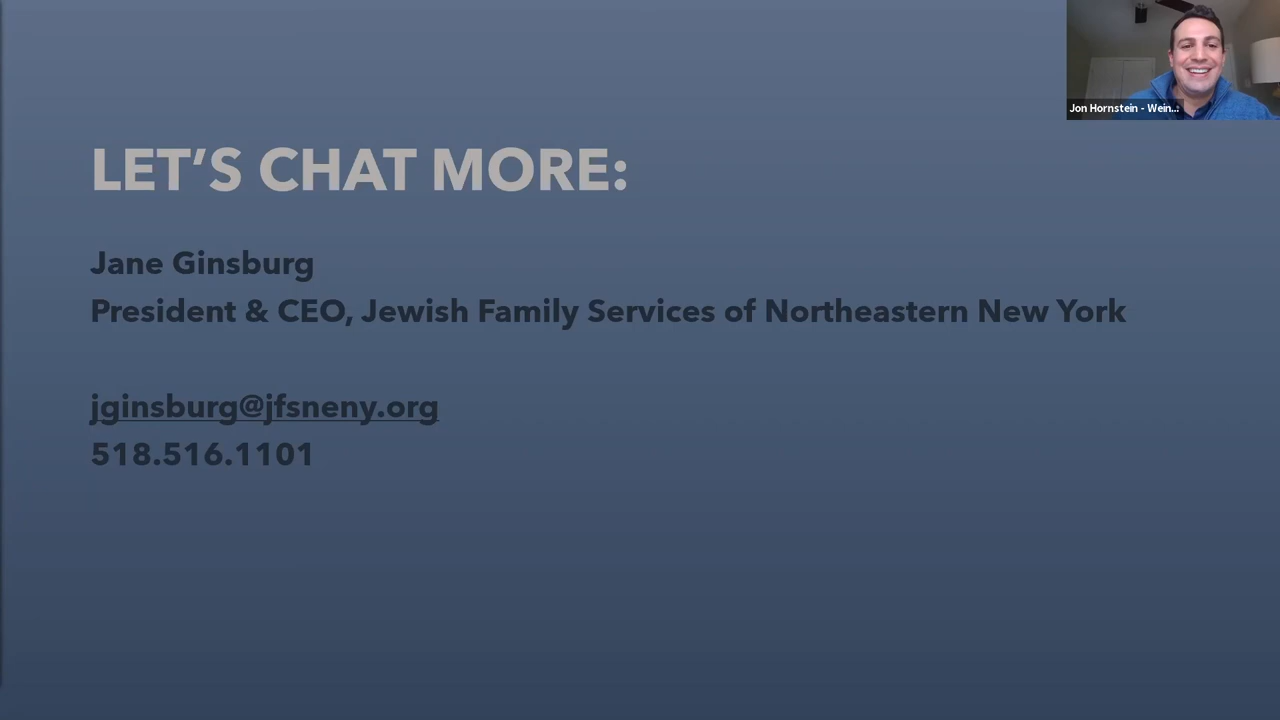 Jon Hornstein - Wein...
LET’S CHAT MORE:
Jane Ginsburg
President & CEO, Jewish Family Services of Northeastern New York
jginsburg@jfsneny.org
518.516.1101